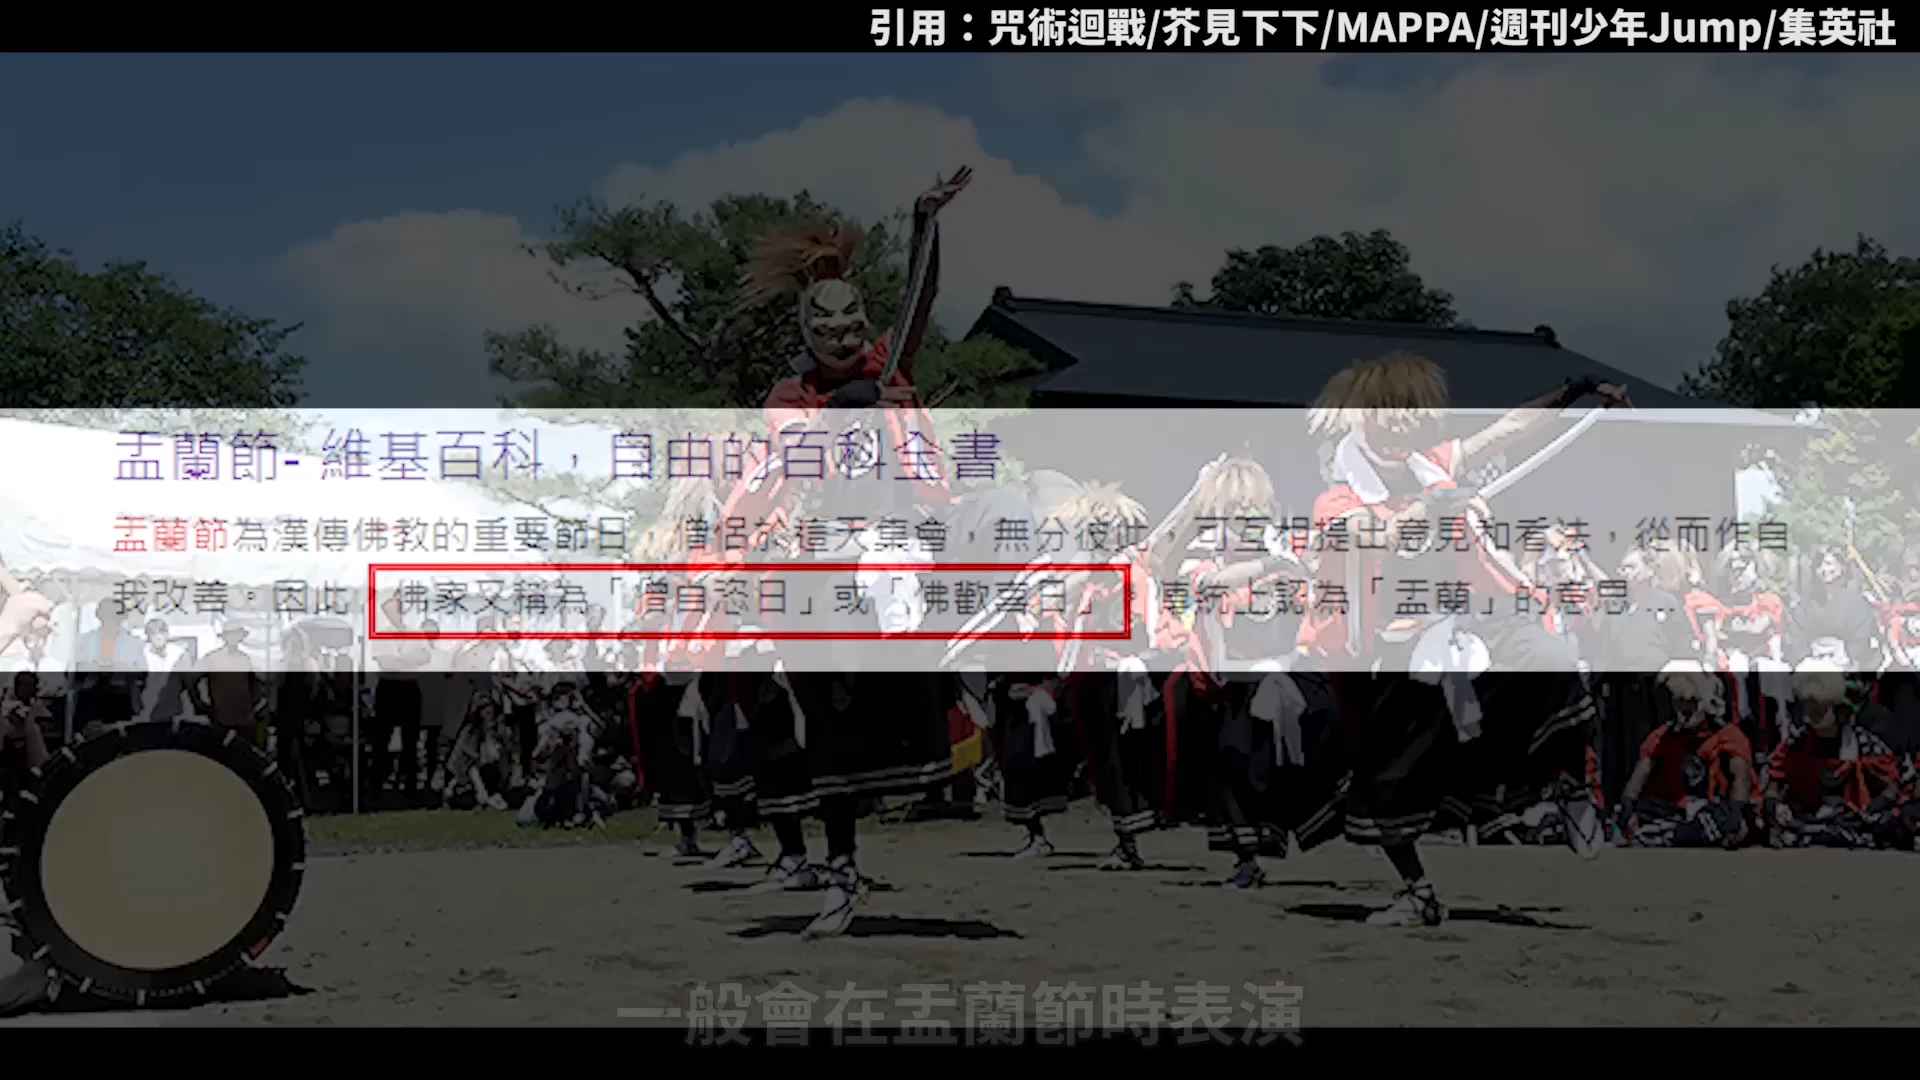 引用：咒術迴戰/芥見下下/MAPPA/週刊少年Jump/集英社
盂蘭節- 維基百科，自由的百科全書
盂蘭節為漢傳佛教的重要節日，僧侶於這天集會，無分彼此，可互相提出意見和看法，從而作自
我改善。因此，佛家又稱為「僧自恣日」或「佛歡喜日」。傳統上認為「盂蘭」的意思 ...
一般會在盂蘭節時表演